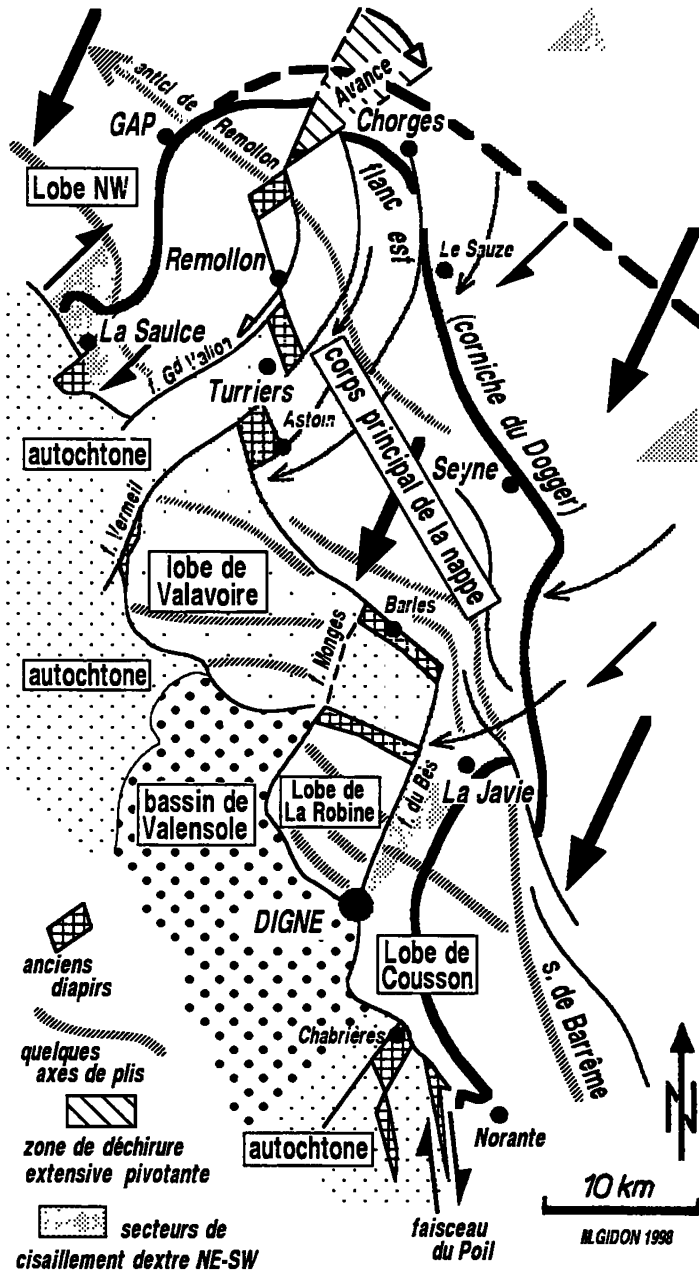 anticl de
Remollon
Avance
GAP
Chorges
Lobe NW
flanc est
Le Sauze
Remollon
La Saulce
f. Gd Vallon
(corniche du Dogger)
Turriers
Astoin
corps principal de la nappe
autochtone
Seyne
f. Vermeil
lobe de
Valavoire
Barles
f. Monges
autochtone
bassin de
Valensole
Lobe de
La Robine
f. du Bès
La Javie
DIGNE
Lobe de
Cousson
s. de Barrême
anciens
diapirs
Chabrières
quelques
axes de plis
N
Norante
autochtone
zone de déchirure
extensive pivotante
10 km
secteurs de
cisaillement dextre NE-SW
faisceau
du Poil
M.GIDON 1998